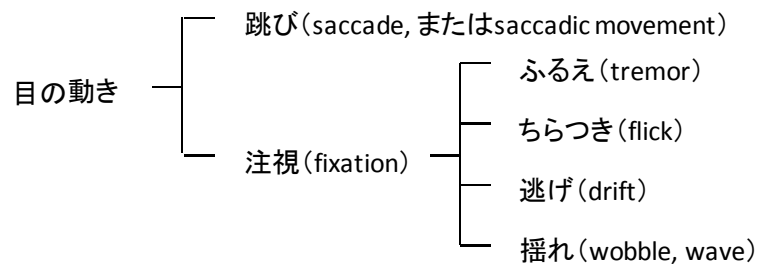 跳び（saccade, またはsaccadic movement）
目の動き
ふるえ（tremor）
ちらつき（flick）
注視（fixation）
逃げ（drift）
揺れ（wobble, wave）